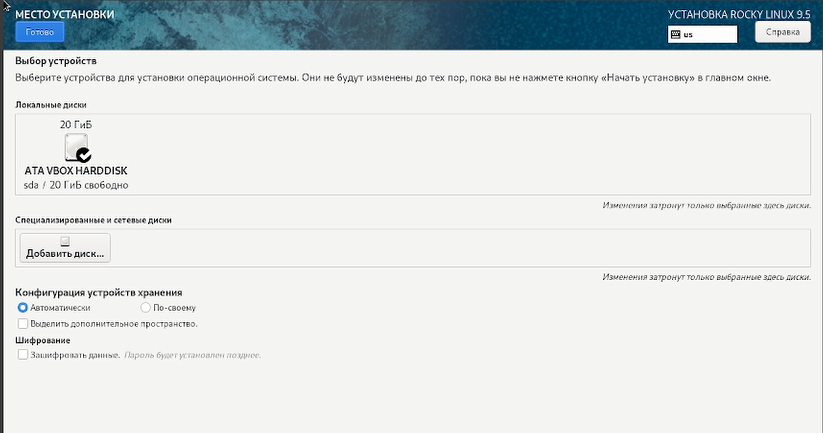 МЕСТО УСТАНОВКИ
УСТАНОВКА ROCKY LINUX 9.5
Готово
us
Справка
Выбор устройств
Выберите устройства для установки операционной системы. Они не будут изменены до тех пор, пока вы не нажмете кнопку «Начать установку» в главном окне.
Локальные диски
20 ГиБ
ATA VBOX HARDDISK
sda / 20 ГиБ свободно
Изменения затронут только выбранные здесь диски.
Специализированные и сетевые диски
Добавить диск...
Изменения затронут только выбранные здесь диски.
Конфигурация устройств хранения
Автоматически По-своему
Выделить дополнительное пространство.
Шифрование
Зашифровать данные. Пароль будет установлен позднее.